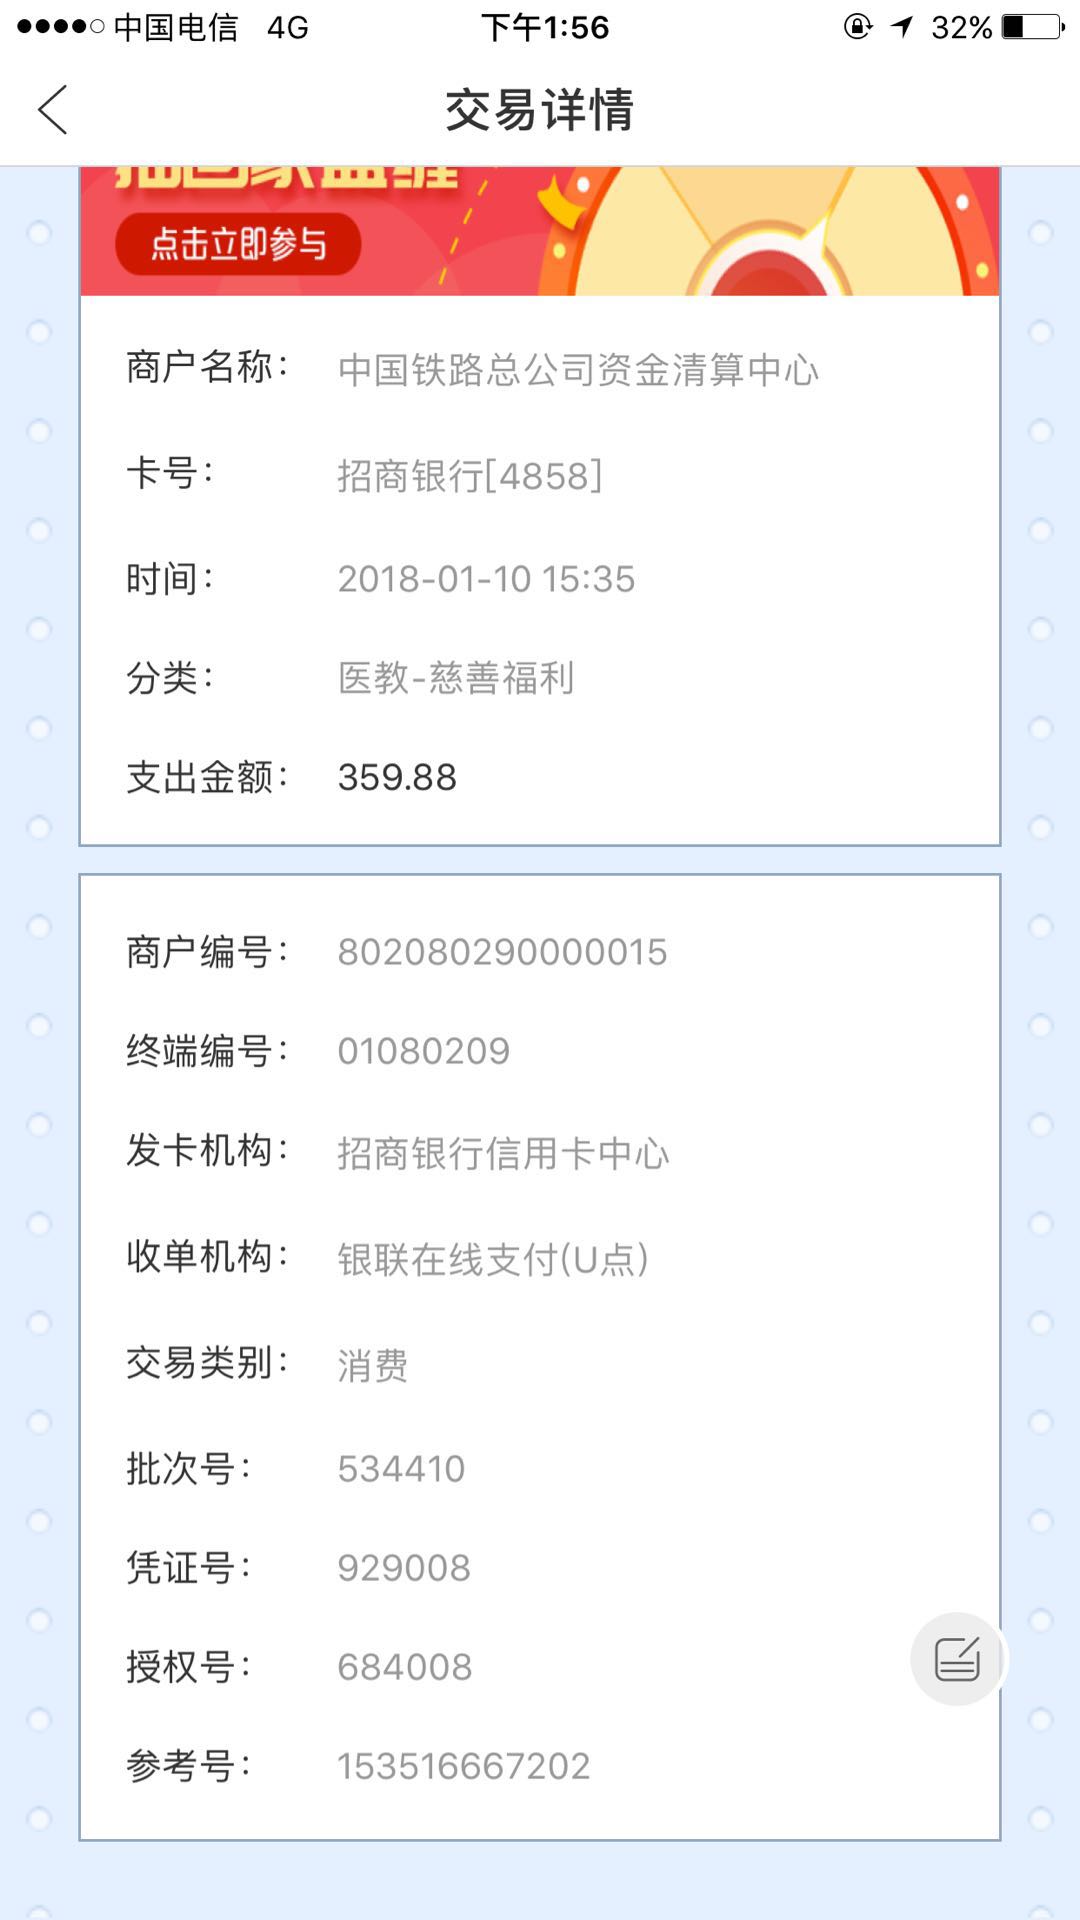 中国电信 4G 下午1:56 32%
交易详情
点击立即参与
商户名称： 中国铁路总公司资金清算中心
卡号： 招商银行[4858]
时间： 2018-01-10 15:35
分类： 医教-慈善福利
支出金额： 359.88
商户编号： 802080290000015
终端编号： 01080209
发卡机构： 招商银行信用卡中心
收单机构： 银联在线支付(U点)
交易类别： 消费
批次号： 534410
凭证号： 929008
授权号： 684008
参考号： 153516667202